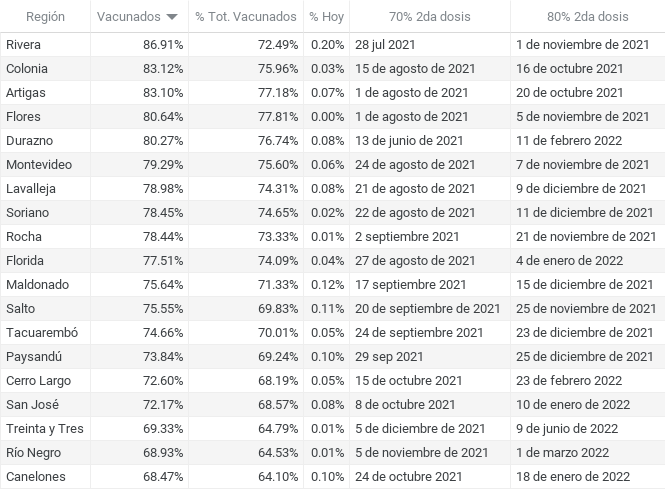 Región Vacunados % Tot. Vacunados % Hoy 70% 2da dosis 80% 2da dosis
Rivera 86.91% 72.49% 0.20% 28 jul 2021 1 de noviembre de 2021
Colonia 83.12% 75.96% 0.03% 15 de agosto de 2021 16 de octubre 2021
Artigas 83.10% 77.18% 0.07% 1 de agosto de 2021 20 de octubre 2021
Flores 80.64% 77.81% 0.00% 1 de agosto de 2021 5 de noviembre de 2021
Durazno 80.27% 76.74% 0.08% 13 de junio de 2021 11 de febrero 2022
Montevideo 79.29% 75.60% 0.06% 24 de agosto de 2021 7 de noviembre de 2021
Lavalleja 78.98% 74.31% 0.08% 21 de agosto de 2021 9 de diciembre de 2021
Soriano 78.45% 74.65% 0.02% 22 de agosto de 2021 11 de diciembre de 2021
Rocha 78.44% 73.33% 0.01% 2 septiembre 2021 21 de noviembre de 2021
Florida 77.51% 74.09% 0.04% 27 de agosto de 2021 4 de enero de 2022
Maldonado 75.64% 71.33% 0.12% 17 septiembre 2021 15 de diciembre de 2021
Salto 75.55% 69.83% 0.11% 20 de septiembre de 2021 25 de noviembre de 2021
Tacuarembó 74.66% 70.01% 0.05% 24 de septiembre 2021 23 de diciembre de 2021
Paysandú 73.84% 69.24% 0.10% 29 sep 2021 25 de diciembre de 2021
Cerro Largo 72.60% 68.19% 0.05% 15 de octubre 2021 23 de febrero 2022
San José 72.17% 68.57% 0.08% 8 de octubre 2021 10 de enero de 2022
Treinta y Tres 69.33% 64.79% 0.01% 5 de diciembre de 2021 9 de junio de 2022
Río Negro 68.93% 64.53% 0.01% 5 de noviembre de 2021 1 de marzo 2022
Canelones 68.47% 64.10% 0.10% 24 de octubre 2021 18 de enero de 2022